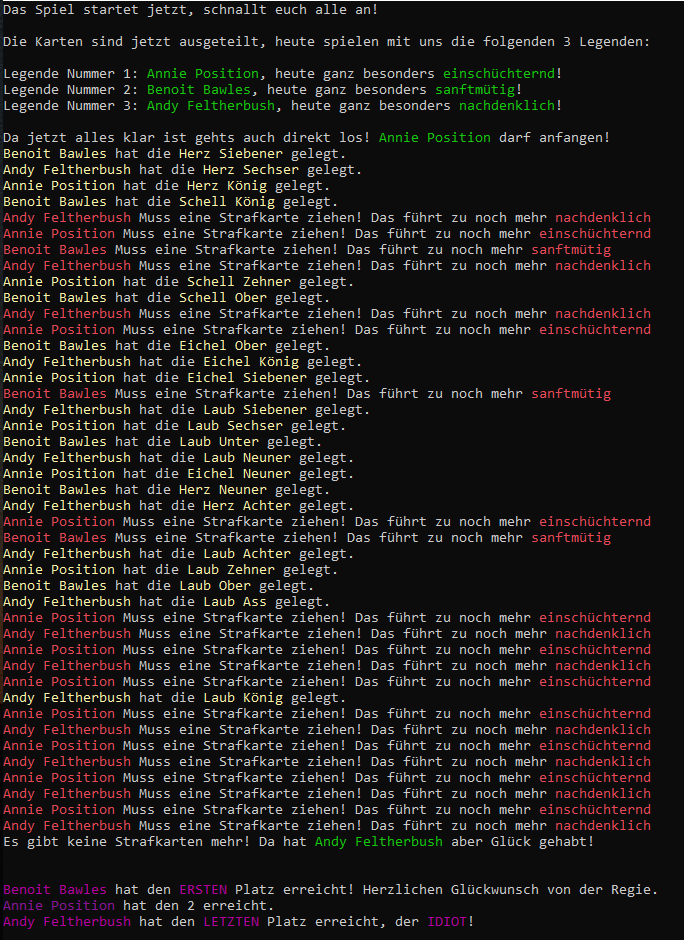 Das Spiel startet jetzt, schnallt euch alle an!
Die Karten sind jetzt ausgeteilt, heute spielen mit uns die folgenden 3 Legenden:
Legende Nummer 1: Annie Position, heute ganz besonders einschüchternd!
Legende Nummer 2: Benoit Bawles, heute ganz besonders sanftmütig!
Legende Nummer 3: Andy Feltherbush, heute ganz besonders nachdenklich!
Da jetzt alles klar ist gehts auch direkt los! Annie Position darf anfangen!
Benoit Bawles hat die Herz Siebener gelegt.
Andy Feltherbush hat die Herz Sechser gelegt.
Annie Position hat die Herz König gelegt.
Benoit Bawles hat die Schell König gelegt.
Andy Feltherbush Muss eine Strafkarte ziehen! Das führt zu noch mehr nachdenklich
Annie Position Muss eine Strafkarte ziehen! Das führt zu noch mehr einschüchternd
Benoit Bawles Muss eine Strafkarte ziehen! Das führt zu noch mehr sanftmütig
Andy Feltherbush Muss eine Strafkarte ziehen! Das führt zu noch mehr nachdenklich
Annie Position hat die Schell Zehner gelegt.
Benoit Bawles hat die Schell Ober gelegt.
Andy Feltherbush Muss eine Strafkarte ziehen! Das führt zu noch mehr nachdenklich
Annie Position Muss eine Strafkarte ziehen! Das führt zu noch mehr einschüchternd
Benoit Bawles hat die Eichel Ober gelegt.
Andy Feltherbush hat die Eichel König gelegt.
Annie Position hat die Eichel Siebener gelegt.
Benoit Bawles Muss eine Strafkarte ziehen! Das führt zu noch mehr sanftmütig
Andy Feltherbush hat die Laub Siebener gelegt.
Annie Position hat die Laub Sechser gelegt.
Benoit Bawles hat die Laub Unter gelegt.
Andy Feltherbush hat die Laub Neuner gelegt.
Annie Position hat die Eichel Neuner gelegt.
Benoit Bawles hat die Herz Neuner gelegt.
Andy Feltherbush hat die Herz Achter gelegt.
Annie Position Muss eine Strafkarte ziehen! Das führt zu noch mehr einschüchternd
Benoit Bawles Muss eine Strafkarte ziehen! Das führt zu noch mehr sanftmütig
Andy Feltherbush hat die Laub Achter gelegt.
Annie Position hat die Laub Zehner gelegt.
Benoit Bawles hat die Laub Ober gelegt.
Andy Feltherbush hat die Laub Ass gelegt.
Annie Position Muss eine Strafkarte ziehen! Das führt zu noch mehr einschüchternd
Andy Feltherbush Muss eine Strafkarte ziehen! Das führt zu noch mehr nachdenklich
Annie Position Muss eine Strafkarte ziehen! Das führt zu noch mehr einschüchternd
Andy Feltherbush Muss eine Strafkarte ziehen! Das führt zu noch mehr nachdenklich
Annie Position Muss eine Strafkarte ziehen! Das führt zu noch mehr einschüchternd
Andy Feltherbush hat die Laub König gelegt.
Annie Position Muss eine Strafkarte ziehen! Das führt zu noch mehr einschüchternd
Andy Feltherbush Muss eine Strafkarte ziehen! Das führt zu noch mehr nachdenklich
Annie Position Muss eine Strafkarte ziehen! Das führt zu noch mehr einschüchternd
Andy Feltherbush Muss eine Strafkarte ziehen! Das führt zu noch mehr nachdenklich
Annie Position Muss eine Strafkarte ziehen! Das führt zu noch mehr einschüchternd
Andy Feltherbush Muss eine Strafkarte ziehen! Das führt zu noch mehr nachdenklich
Annie Position Muss eine Strafkarte ziehen! Das führt zu noch mehr einschüchternd
Andy Feltherbush Muss eine Strafkarte ziehen! Das führt zu noch mehr nachdenklich
Es gibt keine Strafkarten mehr! Da hat Andy Feltherbush aber Glück gehabt!
Benoit Bawles hat den ERSTEN Platz erreicht! Herzlichen Glückwunsch von der Regie.
Annie Position hat den 2 erreicht.
Andy Feltherbush hat den LETZTEN Platz erreicht, der IDIOT!